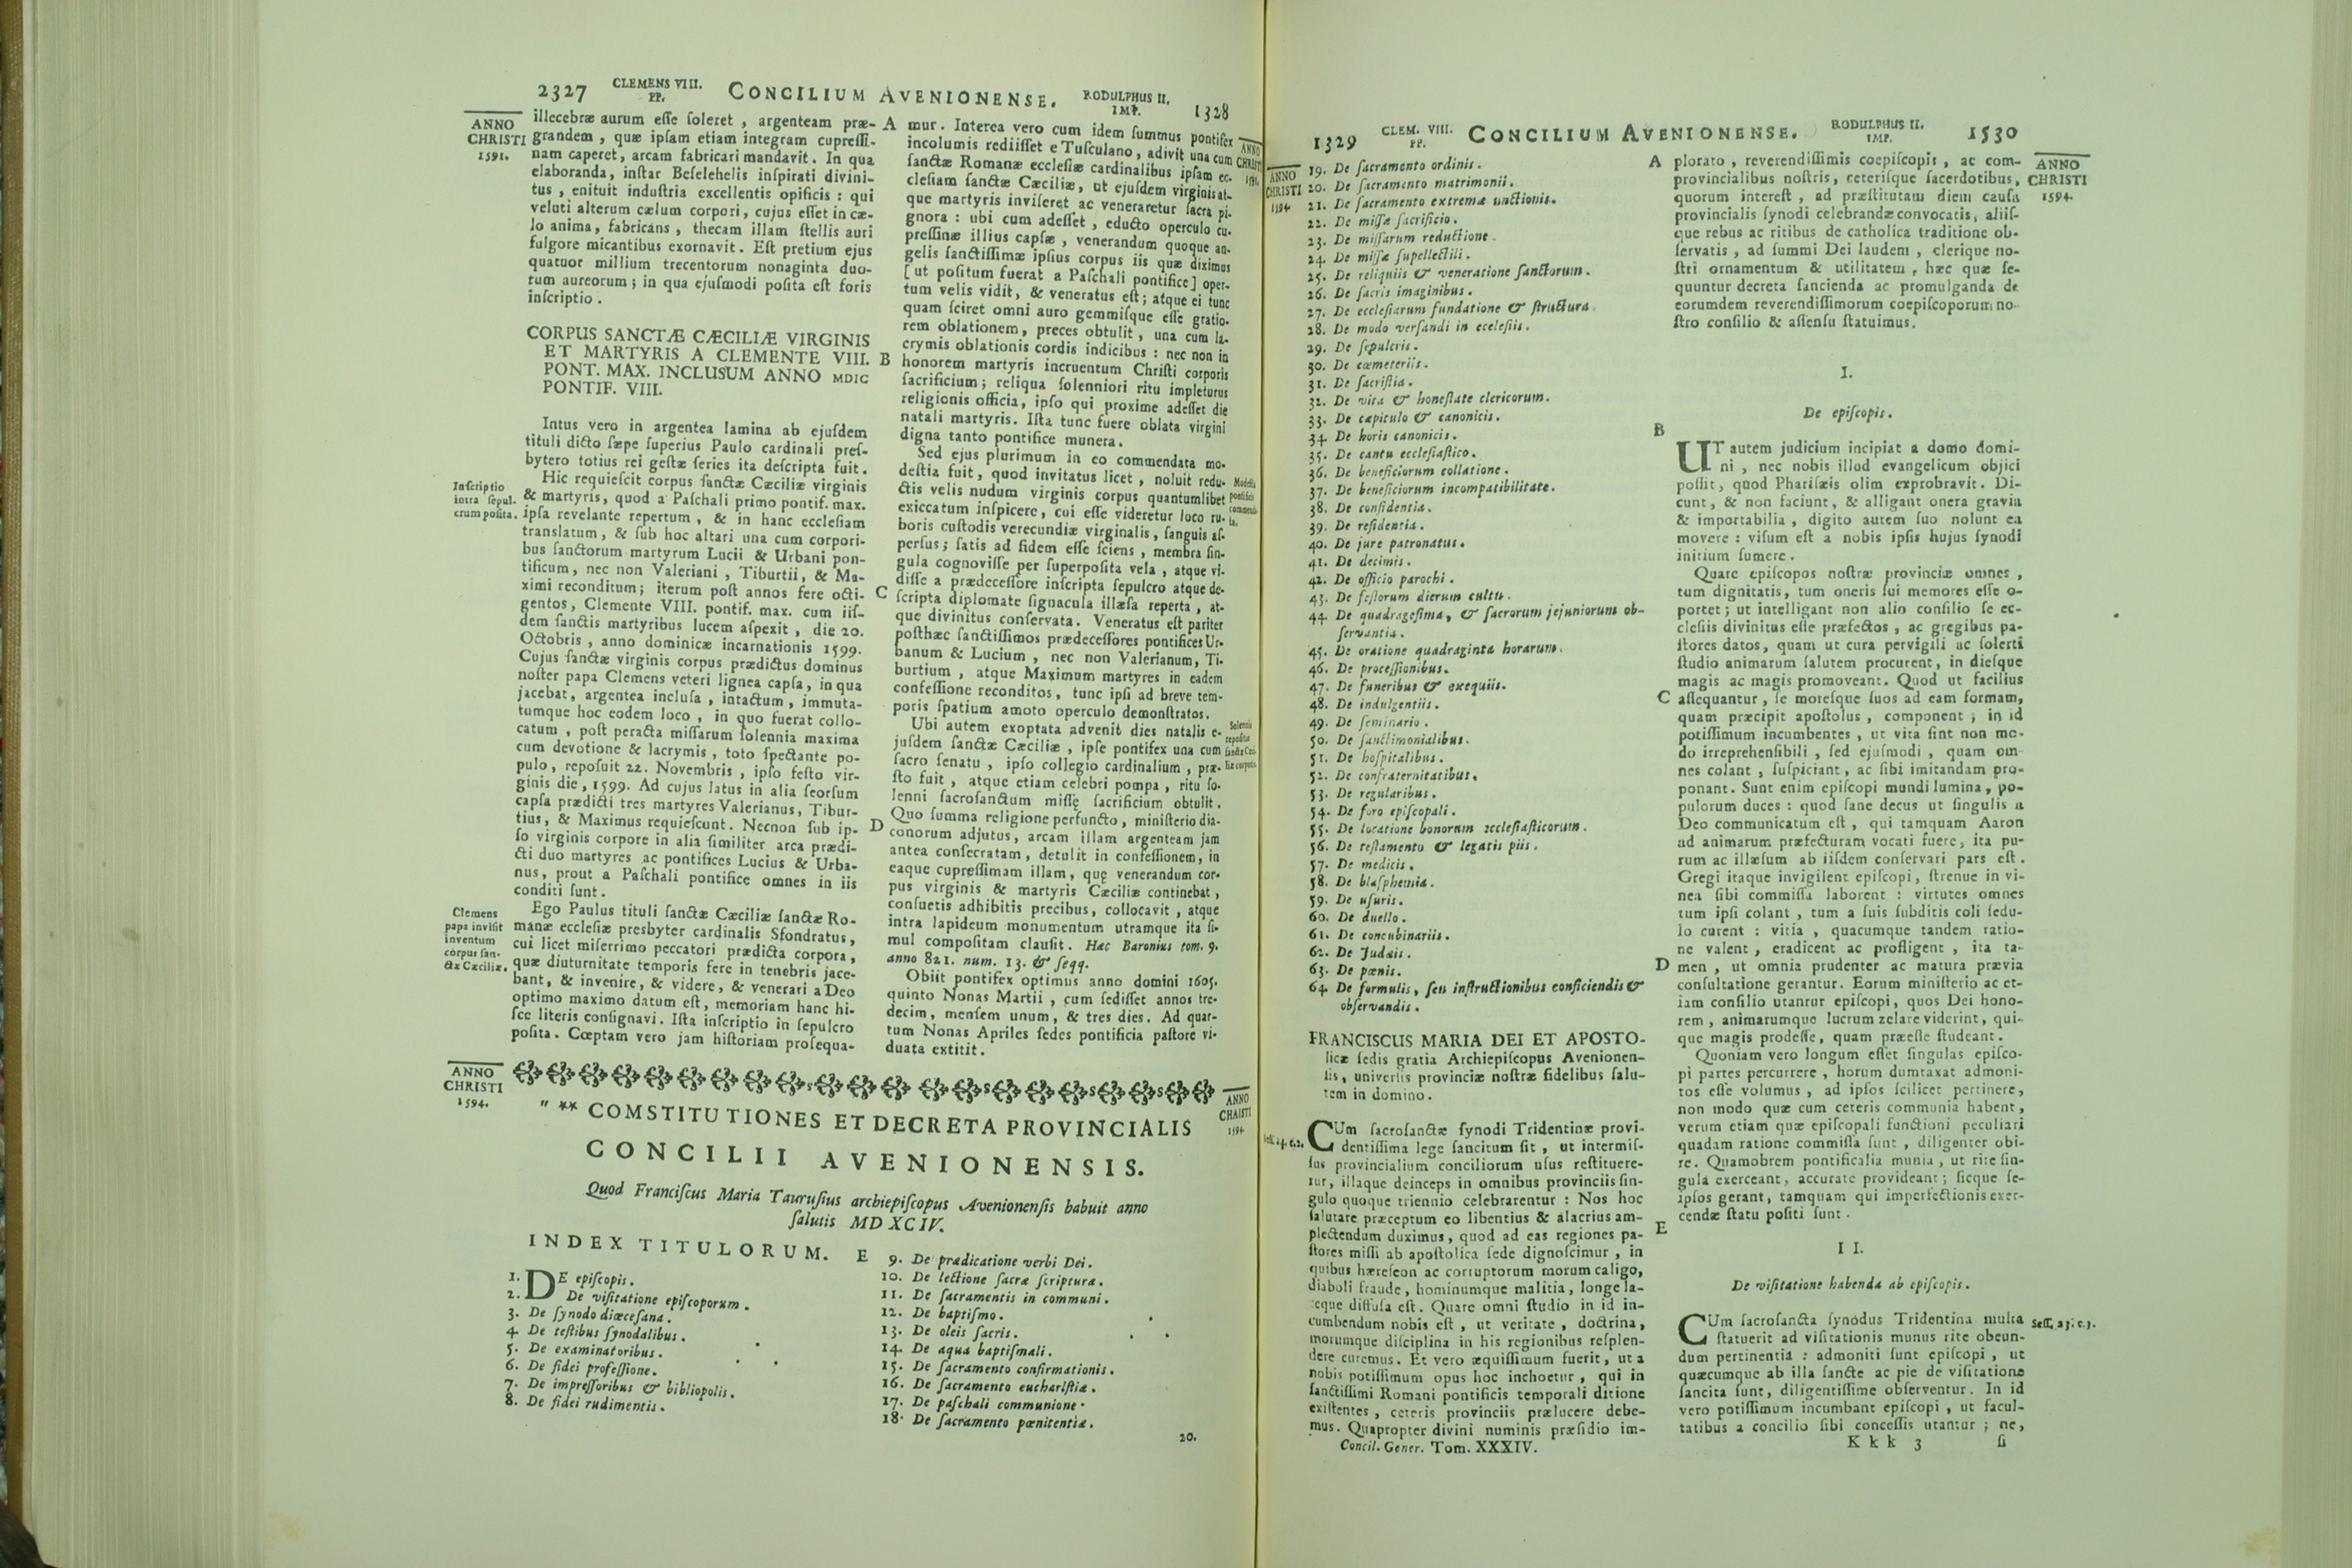 2327 CLEMENS VIII. PP. CONCILIUM AVENIONENSE. RODULPHUS II. IMP. 1328
ANNO
CHRISTI
1591.
illecebræ aurum eſſe ſoleret , argenteam præ-
grandem , quæ ipſam etiam integram cupreſſi-
nam caperet, arcam fabricari mandavit. In qua
elaboranda, inſtar Beſelehelis inſpirati divini-
tus , enituit induſtria excellentis opificis : qui
veluti alterum cælum corpori, cujus eſſet in cæ-
lo anima, fabricans , thecam illam ſtellis auri
fulgore micantibus exornavit. Eſt pretium ejus
quatuor millium trecentorum nonaginta duo-
rum aureorum ; in qua ejuſmodi poſita eſt foris
inſcriptio .
CORPUS SANCTÆ CÆCILIÆ VIRGINIS
ET MARTYRIS A CLEMENTE VIII.
PONT. MAX. INCLUSUM ANNO MDIC
PONTIF. VIII.
Intus vero in argentea lamina ab ejuſdem
tituli dicto ſæpe ſuperius Paulo cardinali preſ-
bytero totius rei geſtæ ſeries ita deſcripta fuit.
Inſcriptio
intra ſepul-
crum poſita.
Hic requieſcit corpus ſanctæ Cæciliæ virginis
& martyris, quod a Paſchali primo pontif. max.
ipſa revelante repertum , & in hanc eccleſiam
translatum, & ſub hoc altari una cum corpori-
bus ſanctorum martyrum Lucii & Urbani pon-
tificum, nec non Valeriani , Tiburtii, & Ma-
ximi reconditum; iterum poſt annos fere octi-
gentos, Clemente VIII. pontif. max. cum iiſ-
dem ſanctis martyribus lucem aſpexit , die 20.
Octobris , anno dominicæ incarnationis 1599.
Cujus ſanctæ virginis corpus prædictus dominus
noſter papa Clemens veteri lignea capſa, in qua
jacebat, argentea incluſa , intactum, immuta-
tumque hoc eodem loco , in quo fuerat collo-
catum , poſt peracta miſſarum ſolennia maxima
cum devotione & lacrymis , toto ſpectante po-
pulo, repoſuit 22. Novembris , ipſo feſto vir-
ginis die, 1599. Ad cujus latus in alia ſeorſum
capſa prædicti tres martyres Valerianus, Tibur-
tius, & Maximus requieſcunt. Necnon ſub ip-
ſo virginis corpore in alia ſimiliter arca prædi-
cti duo martyres ac pontifices Lucius & Urba-
nus, prout a Paſchali pontifice omnes in iis
conditi ſunt.
Clemens
papa inviſit
inventum
corpus ſan-
ctæ Cæciliæ.
Ego Paulus tituli ſanctæ Cæciliæ ſanctæ Ro-
manæ eccleſiæ presbyter cardinalis Sfondratus,
cui licet miſerrimo peccatori prædicta corpora,
quæ diuturnitate temporis fere in tenebris jace-
bant, & invenire, & videre, & venerari a Deo
optimo maximo datum eſt, memoriam hanc hi-
ſce literis conſignavi. Iſta inſcriptio in ſepulcro
poſita. Cœptam vero jam hiſtoriam proſequa-
A mur. Interea vero cum idem ſummus pontifex
incolumis rediiſſet e Tuſculano, adivit una cum
ſanctæ Romanæ eccleſiæ cardinalibus ipſam ec-
cleſiam ſanctæ Cæciliæ, ut ejuſdem virginis at-
que martyris inviſeret ac veneraretur ſacra pi-
gnora : ubi cum adeſſet , educto operculo cu-
preſſinæ illius capſæ , venerandum quoque an-
gelis ſanctiſſimæ ipſius corpus iis quæ diximus
[ ut poſitum fuerat a Paſchali pontifice ] oper-
tum velis vidit, & veneratus eſt; atque ei tunc
quam ſciret omni auro gemmiſque eſſe gratio-
rem oblationem, preces obtulit , una cum la-
crymis oblationis cordis indicibus : nec non in
B honorem martyris incruentum Chriſti corporis
ſacrificium; reliqua ſolenniori ritu impleturus
religionis officia, ipſo qui proxime adeſſet die
natali martyris. Iſta tunc fuere oblata virgini
digna tanto pontifice munera.
Sed ejus plurimum in eo commendata mo-
deſtia fuit , quod invitatus licet , noluit redu-
ctis velis nudum virginis corpus quantumlibet
exiccatum inſpicere, cui eſſe videretur loco ru-
boris cuſtodis verecundiæ virginalis, ſanguis aſ-
perſus; ſatis ad fidem eſſe ſciens , membra ſin-
gula cognoviſſe per ſuperpoſita vela , atque vi-
diſſe a prædeceſſore inſcripta ſepulcro atque de-
C ſcripta diplomate ſignacula illæſa reperta , at-
que divinitus conſervata. Veneratus eſt pariter
poſthæc ſanctiſſimos prædeceſſores pontifices Ur-
banum & Lucium , nec non Valerianum, Ti-
burtium , atque Maximum martyres in eadem
confeſſione reconditos, tunc ipſi ad breve tem-
poris ſpatium amoto operculo demonſtratos.
Ubi autem exoptata advenit dies natalis e-
juſdem ſanctæ Cæciliæ , ipſe pontifex una cum
ſacro ſenatu , ipſo collegio cardinalium , præ-
ſto fuit , atque etiam celebri pompa , ritu ſo-
lenni ſacroſanctum miſſę ſacrificium obtulit .
Quo ſumma religione perfuncto, miniſterio dia-
D conorum adjutus, arcam illam argenteam jam
antea conſecratam, detulit in confeſſionem, in
eaque cupreſſimam illam, quę venerandum cor-
pus virginis & martyris Cæciliæ continebat,
conſuetis adhibitis precibus, collocavit , atque
intra lapideum monumentum utramque ita ſi-
mul compoſitam clauſit. Hæc Baronius tom. 9.
anno 821. num. 13. & ſeqq.
Obiit pontifex optimus anno domini 1605.
quinto Nonas Martii , cum ſediſſet annos tre-
decim, menſem unum, & tres dies. Ad quar-
tum Nonas Apriles ſedes pontificia paſtore vi-
duata extitit.
ANNO
CHRISTI
1594.
" ** COMSTITUTIONES ET DECRETA PROVINCIALIS
CONCILII AVENIONENSIS.
Quod Franciſcus Maria Tauruſius archiepiſcopus Avenionenſis habuit anno
ſalutis MD XCIV.
INDEX TITULORUM. E
1. DE epiſcopis.
2. De viſitatione epiſcoporum .
3. De ſynodo diæceſana .
4. De teſtibus ſynodalibus .
5. De examinatoribus .
6. De fidei profeſſione.
7. De impreſſoribus & bibliopolis.
8. De fidei rudimentis.
9. De prædicatione verbi Dei.
10. De lectione ſacræ ſcripturæ.
11. De ſacramentis in communi.
12. De baptiſmo.
13. De oleis ſacris.
14. De aqua baptiſmali.
15. De ſacramento confirmationis.
16. De ſacramento euchariſtiæ.
17. De paſchali communione.
18. De ſacramento pœnitentiæ.
20.
1329 CLEM. VIII. PP. CONCILIUM AVENIONENSE. RODULPHUS II. IMP. 1530
ANNO
CHRISTI
1594.
19. De ſacramento ordinis.
20. De ſacramento matrimonii.
21. De ſacramento extremæ unctionis.
22. De miſſæ ſacrificio.
23. De miſſarum reductione.
24. De miſſæ ſupellectili.
25. De reliquiis & veneratione ſanctorum.
26. De ſacris imaginibus.
27. De eccleſiarum fundatione & ſtructura.
28. De modo verſandi in eccleſiis.
29. De ſepulcris.
30. De cœmeteriis.
31. De ſacriſtia.
32. De vita & honeſtate clericorum.
33. De capitulo & canonicis.
34. De horis canonicis.
35. De cantu eccleſiaſtico.
36. De beneficiorum collatione.
37. De beneficiorum incompatibilitate.
38. De confidentia.
39. De reſidentia.
40. De jure patronatus.
41. De decimis.
42. De officio parochi.
43. De feſtorum dierum cultu.
44. De quadrageſima, & ſacrorum jejuniorum ob-
ſervantia.
45. De oratione quadraginta horarum.
46. De proceſſionibus.
47. De funeribus & exequiis.
48. De indulgentiis.
49. De ſeminario.
50. De ſanctimonialibus.
51. De hoſpitalibus.
52. De confraternitatibus.
53. De regularibus.
54. De foro epiſcopali.
55. De locatione bonorum eccleſiaſticorum.
56. De teſtamento & legatis piis.
57. De medicis.
58. De blaſphemia.
59. De uſuris.
60. De duello.
61. De concubinariis.
62. De Judæis.
63. De pœnis.
64. De formulis, ſeu inſtructionibus conficiendis &
obſervandis.
FRANCISCUS MARIA DEI ET APOSTO-
licæ ſedis gratia Archiepiſcopus Avenionen-
ſis, univerſis provinciæ noſtræ fidelibus ſalu-
tem in domino.
CUm ſacroſanctæ ſynodi Tridentinæ provi-
dentiſſima lege ſancitum ſit , ut intermiſ-
ſus provincialium conciliorum uſus reſtituere-
tur, illaque deinceps in omnibus provinciis ſin-
gulo quoque triennio celebrarentur : Nos hoc
ſalutare præceptum eo libentius & alacrius am-
plectendum duximus, quod ad eas regiones pa-
ſtores miſſi ab apoſtolica ſede dignoſcimur , in
quibus hæreſeon ac corruptorum morum caligo,
diaboli fraude, hominumque malitia, longe la-
teque diffuſa eſt. Quare omni ſtudio in id in-
cumbendum nobis eſt , ut veritate , doctrina,
morumque diſciplina in his regionibus reſplen-
dere curemus. Et vero æquiſſimum fuerit, ut a
nobis potiſſimum opus hoc inchoetur , qui in
ſanctiſſimi Romani pontificis temporali ditione
exiſtentes , ceteris provinciis prælucere debe-
mus. Quapropter divini numinis præſidio im-
Concil. Gener. Tom. XXXIV.
A plorato , reverendiſſimis coepiſcopis , ac com-
provincialibus noſtris, ceteriſque ſacerdotibus,
quorum intereſt , ad præſtitutam diem cauſa
provincialis ſynodi celebrandæ convocatis, aliiſ-
que rebus ac ritibus de catholica traditione ob-
ſervatis , ad ſummi Dei laudem , clerique no-
ſtri ornamentum & utilitatem , hæc quæ ſe-
quuntur decreta ſancienda ac promulganda de
eorumdem reverendiſſimorum coepiſcoporum no-
ſtro conſilio & aſſenſu ſtatuimus.
ANNO
CHRISTI
1594.
I.
De epiſcopis.
B
UT autem judicium incipiat a domo domi-
ni , nec nobis illud evangelicum objici
poſſit, quod Phariſæis olim exprobravit. Di-
cunt, & non faciunt, & alligant onera gravia
& importabilia , digito autem ſuo nolunt ea
movere : viſum eſt a nobis ipſis hujus ſynodi
initium ſumere .
Quare epiſcopos noſtræ provinciæ omnes ,
tum dignitatis, tum oneris ſui memores eſſe o-
portet ; ut intelligant non alio conſilio ſe ec-
cleſiis divinitus eſſe præfectos , ac gregibus pa-
ſtores datos, quam ut cura pervigili ac ſolerti
ſtudio animarum ſalutem procurent, in dieſque
magis ac magis promoveant. Quod ut facilius
C aſſequantur , ſe moreſque ſuos ad eam formam,
quam præcipit apoſtolus , component ; in id
potiſſimum incumbentes , ut vita ſint non mo-
do irreprehenſibili , ſed ejuſmodi , quam om-
nes colant , ſuſpiciant , ac ſibi imitandam pro-
ponant. Sunt enim epiſcopi mundi lumina, po-
pulorum duces : quod ſane decus ut ſingulis a
Deo communicatum eſt , qui tamquam Aaron
ad animarum præfecturam vocati fuere, ita pu-
rum ac illæſum ab iiſdem conſervari pars eſt .
Gregi itaque invigilent epiſcopi, ſtrenue in vi-
nea ſibi commiſſa laborent : virtutes omnes
tum ipſi colant , tum a ſuis ſubditis coli ſedu-
lo curent : vitia , quacumque tandem ratio-
ne valent , eradicent ac profligent , ita ta-
D men , ut omnia prudenter ac matura prævia
conſultatione gerantur. Eorum miniſterio ac et-
iam conſilio utantur epiſcopi, quos Dei hono-
rem , animarumque lucrum zelare viderint, qui-
que magis prodeſſe, quam præeſſe ſtudeant.
Quoniam vero longum eſſet ſingulas epiſco-
pi partes percurrere , horum dumtaxat admoni-
tos eſſe volumus , ad ipſos ſcilicet pertinere,
non modo quæ cum ceteris communia habent,
verum etiam quæ epiſcopali functioni peculiari
quadam ratione commiſſa ſunt , diligenter obi-
re. Quamobrem pontificalia munia , ut rite ſin-
gula exerceant, accurate provideant ; ſicque ſe-
ipſos gerant, tamquam qui imperfectionis exer-
cendæ ſtatu poſiti ſunt .
E
II.
De viſitatione habenda ab epiſcopis.
CUm ſacroſancta ſynodus Tridentina multa
ſtatuerit ad viſitationis munus rite obeun-
dum pertinentia : admoniti ſunt epiſcopi , ut
quæcumque ab illa ſancte ac pie de viſitatione
ſancita ſunt, diligentiſſime obſerventur. In id
vero potiſſimum incumbant epiſcopi , ut facul-
tatibus a concilio ſibi conceſſis utantur ; ne,
Kkk 3 ſi